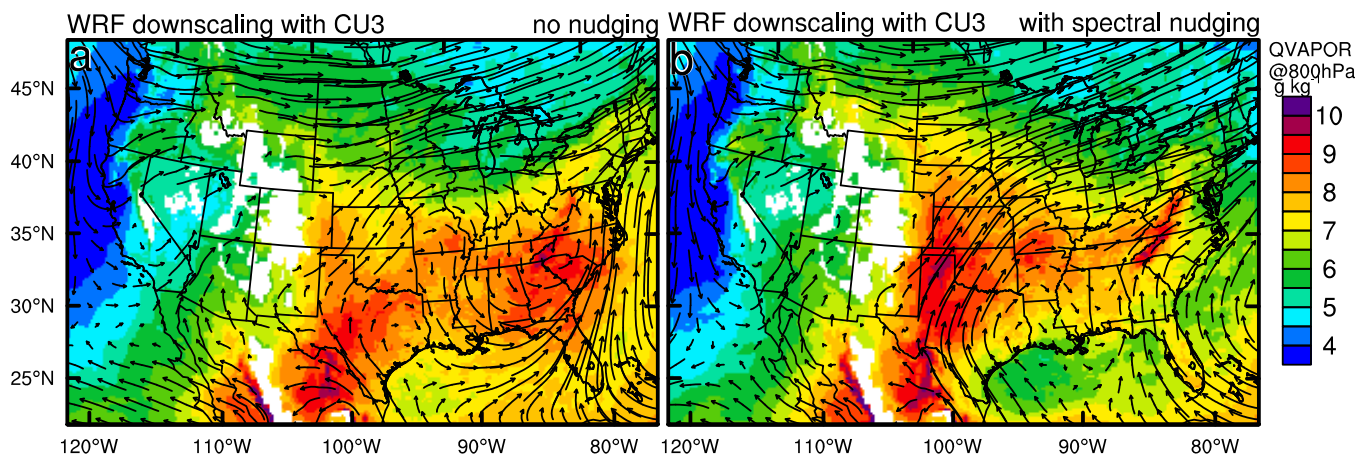 WRF downscaling with CU3 no nudging
WRF downscaling with CU3 with spectral nudging
a
b
QVAPOR
@800hPa
g kg
10
9
8
7
6
5
4
45°N
40°N
35°N
30°N
25°N
120°W 110°W 100°W 90°W 80°W
120°W 110°W 100°W 90°W 80°W